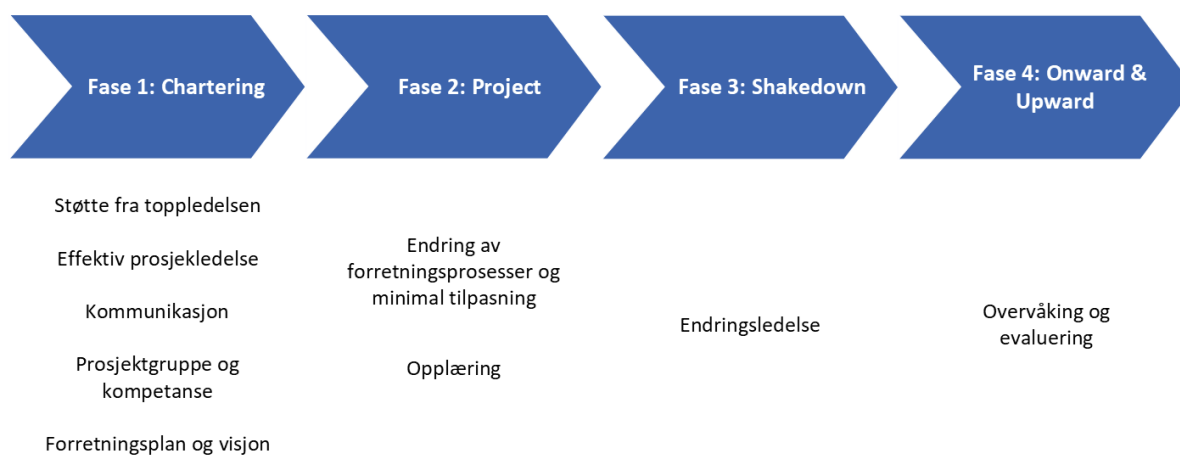 Fase 1: Chartering
Fase 2: Project
Fase 3: Shakedown
Fase 4: Onward &
Upward
Støtte fra toppledelsen
Effektiv prosjekledelse
Kommunikasjon
Prosjektgruppe og
kompetanse
Forretningsplan og visjon
Endring av
forretningsprosesser og
minimal tilpasning
Opplæring
Endringsledelse
Overvåking og
evaluering